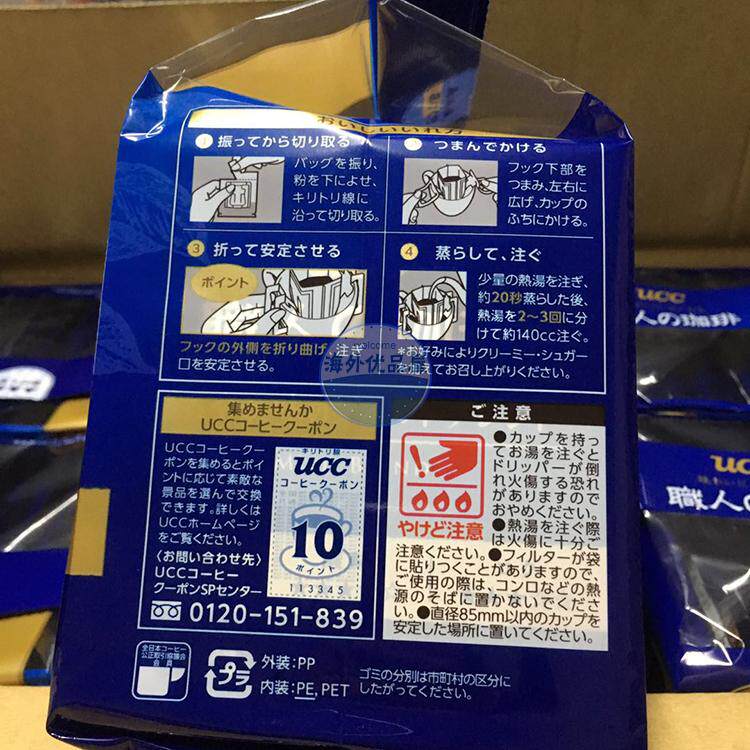 おいしいいれ方
1 振ってから切り取る
バッグを振り、
粉を下によせ、
キリトリ線に
沿って切り取る。
つまんでかける
フック下部を
つまみ、左右に
広げ、カップの
ふちにかける。
3 折って安定させる
ポイント
フックの外側を折り曲げ、注ぎ
口を安定させる。
4 蒸らして、注ぐ
少量の熱湯を注ぎ、
約20秒蒸らした後、
熱湯を2~3回に分
けて約140cc注ぐ。
*お好みによりクリーミー・シュガー
を加えてお召し上がりください。
welcome
海外优品
集めませんか
UCCコーヒークーポン
UCCコーヒークー
ポンを集めるとポイ
ントに応じて素敵な
景品を選んで交換
できます。詳しくは
UCCホームページ
をご覧ください。
〈お問い合わせ先〉
UCCコーヒー
クーポンSPセンター
0120-151-839
キリトリ線
UCC
コーヒークーポン
10
ポイント
113345
ご注意
やけど注意
●カップを持っ
てお湯を注ぐと
ドリッパーが倒
れ火傷する恐れ
がありますので
おやめください。
●熱湯を注ぐ際
は火傷に十分ご
注意ください。●フィルターが袋
に貼りつくことがありますので、
ご使用の際は、コンロなどの熱
源のそばに置かないでくださ
い。●直径85mm以内のカップを
安定した場所に置いてください。
全日本コーヒー
公正取引協議会
会員
プラ
外装:PP
内装:PE, PET
ゴミの分別は市町村の区分に
したがってください。
ucc
人の珈琲
uc
職人の